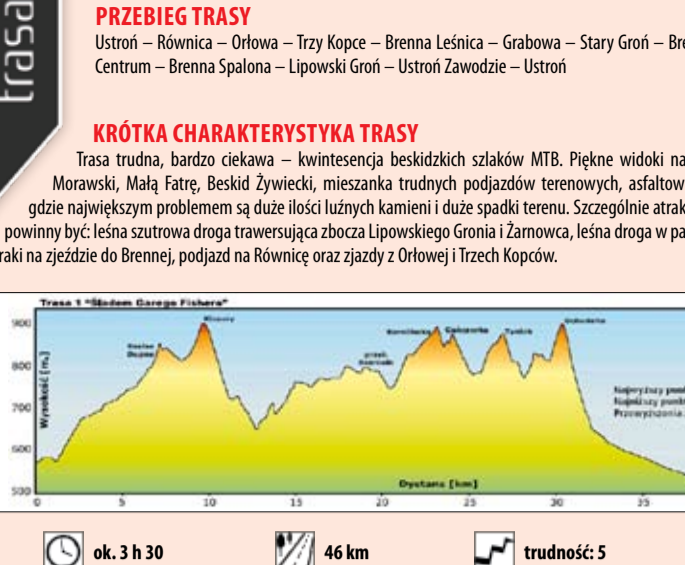 trasa
PRZEBIEG TRASY
Ustroń – Równica – Orłowa – Trzy Kopce – Brenna Leśnica – Grabowa – Stary Groń – Bre
Centrum – Brenna Spalona – Lipowski Groń – Ustroń Zawodzie – Ustroń
KRÓTKA CHARAKTERYSTYKA TRASY
Trasa trudna, bardzo ciekawa – kwintesencja beskidzkich szlaków MTB. Piękne widoki na
Morawski, Małą Fatrę, Beskid Żywiecki, mieszanka trudnych podjazdów terenowych, asfaltow
gdzie największym problemem są duże ilości luźnych kamieni i duże spadki terenu. Szczególnie atrak
powinny być: leśna szutrowa droga trawersująca zbocza Lipowskiego Gronia i Żarnowca, leśna droga w pa
raki na zjeździe do Brennej, podjazd na Równicę oraz zjazdy z Orłowej i Trzech Kopców.
Trasa 1 "Śladem Garego Fishera"
900
800
700
600
500
Wysokość [m.]
Najwyższy punk
Najniższy punk
Przewyższenia
Dystans [km]
0 5 10 15 20 25 30 35
ok. 3 h 30
46 km
trudność: 5